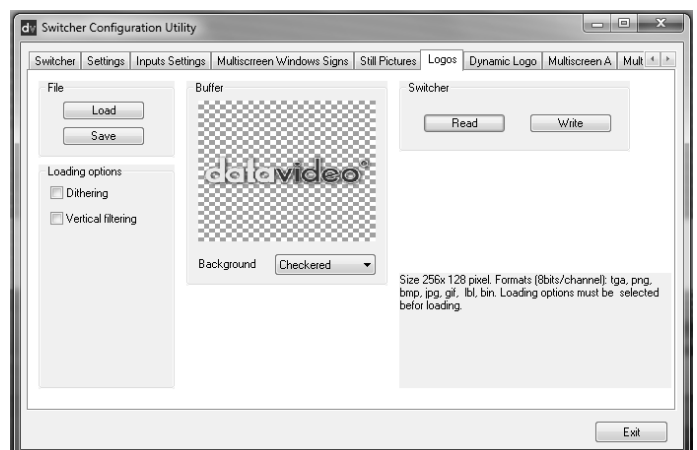 dv Switcher Configuration Utility
Switcher Settings Inputs Settings Multiscrreen Windows Signs Still Pictures Logos Dynamic Logo Multiscreen A Mult
File
Load
Save
Loading options
Dithering
Vertical filtering
Buffer
datavideo®
Background Checkered
Switcher
Read Write
Size 256x 128 pixel. Formats (8bits/channel): tga, png,
bmp, jpg, gif, lbl, bin. Loading options must be selected
befor loading.
Exit